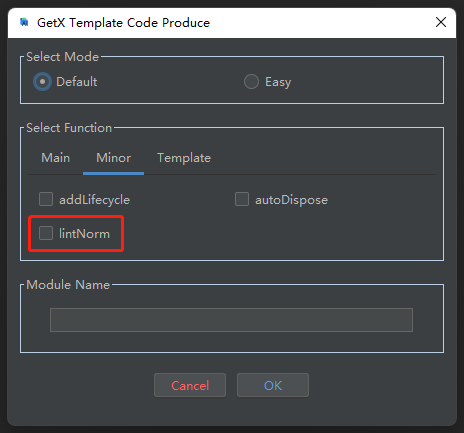 GetX Template Code Produce
Select Mode
Default Easy
Select Function
Main Minor Template
addLifecycle autoDispose
lintNorm
Module Name
Cancel OK